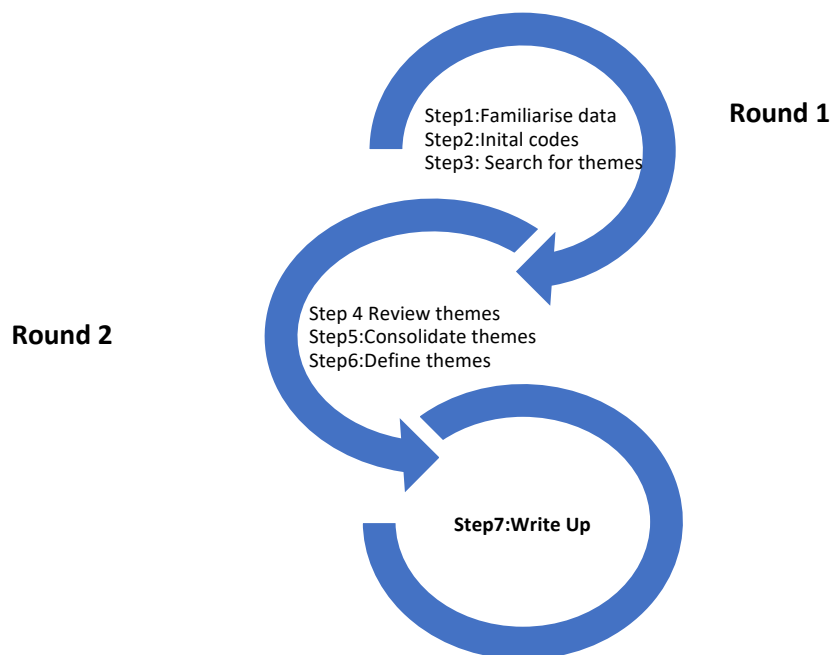 Step1:Familiarise data
Step2:Inital codes
Step3: Search for themes
Round 1
Step 4 Review themes
Step5:Consolidate themes
Step6:Define themes
Round 2
Step7:Write Up